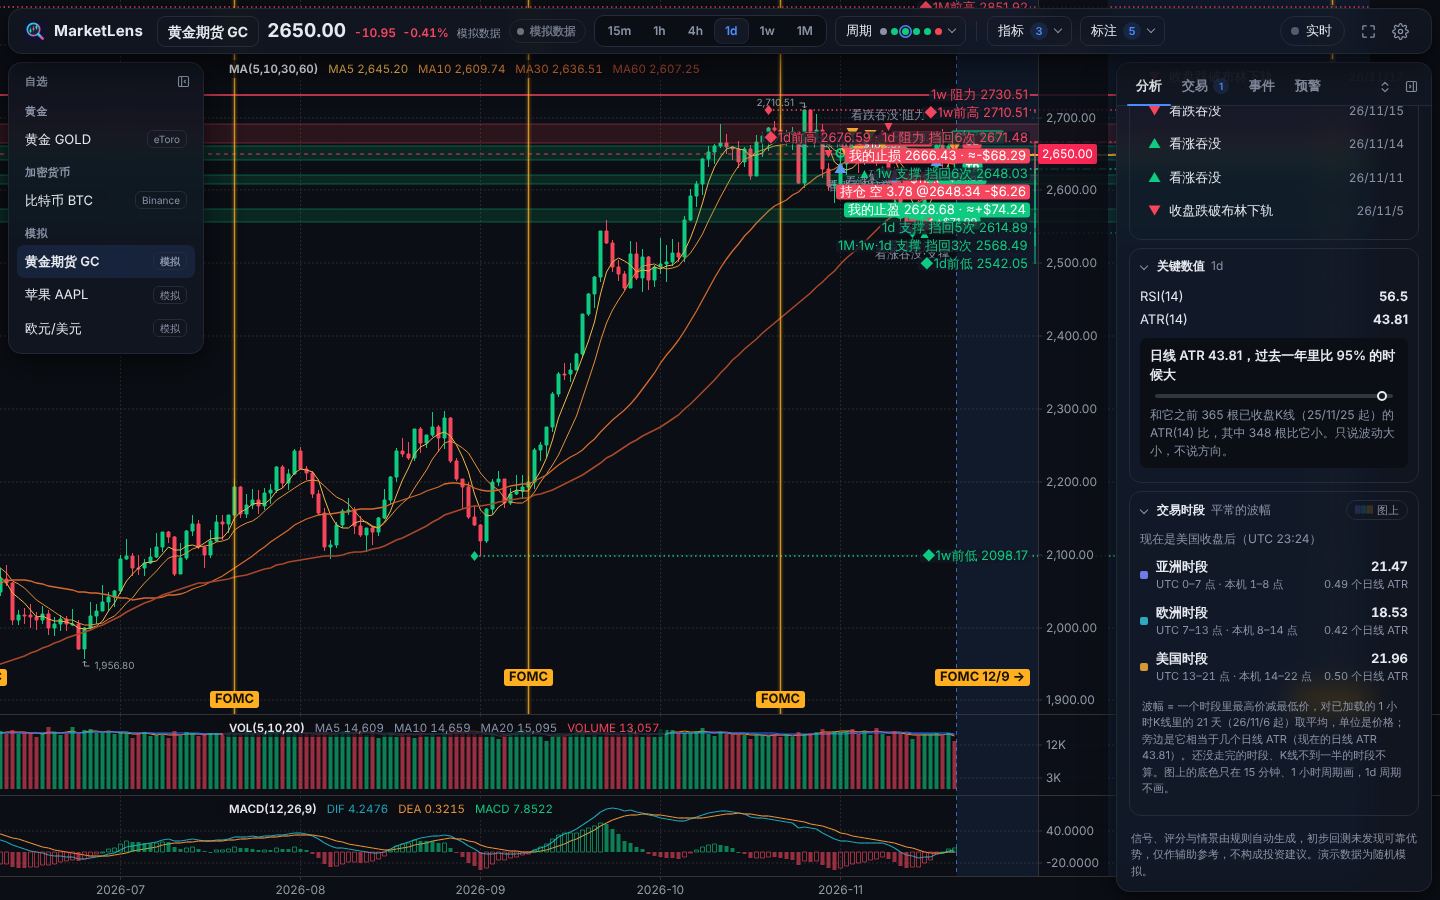 1M前高 2851.92
MarketLens
黄金期货 GC
2650.00
-10.95 -0.41% 模拟数据
模拟数据
15m 1h 4h 1d 1w 1M
周期
指标 3
标注 5
实时
自选
黄金
黄金 GOLD eToro
加密货币
比特币 BTC Binance
模拟
黄金期货 GC 模拟
苹果 AAPL 模拟
欧元/美元 模拟
MA(5,10,30,60) MA5 2,645.20 MA10 2,609.74 MA30 2,636.51 MA60 2,607.25
1w 阻力 2730.51
2,710.51
看跌吞没·阻力
1w前高 2710.51
1d前高 2676.59 · 1d 阻力 挡回6次 2671.48
我的止损 2666.43 · ≈-$68.29
1w 支撑 挡回6次 2648.03
持仓 空 3.78 @2648.34 -$6.26
我的止盈 2628.68 · ≈+$74.24
1d 支撑 挡回5次 2614.89
1M·1w·1d 支撑 挡回3次 2568.49
看涨吞没·支撑
1d前低 2542.05
1w前低 2098.17
1,956.80
2,700.00
2,650.00
2,600.00
2,500.00
2,400.00
2,300.00
2,200.00
2,100.00
2,000.00
1,900.00
FOMC
FOMC
FOMC
FOMC 12/9 →
VOL(5,10,20) MA5 14,609 MA10 14,659 MA20 15,095 VOLUME 13,057
12K
3K
MACD(12,26,9) DIF 4.2476 DEA 0.3215 MACD 7.8522
40.0000
-20.0000
2026-07 2026-08 2026-09 2026-10 2026-11
分析 交易 1 事件 预警
看跌吞没 26/11/15
看涨吞没 26/11/14
看涨吞没 26/11/11
收盘跌破布林下轨 26/11/5
关键数值 1d
RSI(14) 56.5
ATR(14) 43.81
日线 ATR 43.81，过去一年里比 95% 的时
候大
和它之前 365 根已收盘K线（25/11/25 起）的
ATR(14) 比，其中 348 根比它小。只说波动大
小，不说方向。
交易时段 平常的波幅 图上
现在是美国收盘后（UTC 23:24）
亚洲时段 21.47
UTC 0–7 点 · 本机 1–8 点 0.49 个日线 ATR
欧洲时段 18.53
UTC 7–13 点 · 本机 8–14 点 0.42 个日线 ATR
美国时段 21.96
UTC 13–21 点 · 本机 14–22 点 0.50 个日线 ATR
波幅 = 一个时段里最高价减最低价，对已加载的 1 小
时K线里的 21 天（26/11/6 起）取平均，单位是价格；
旁边是它相当于几个日线 ATR（现在的日线 ATR
43.81）。还没走完的时段、K线不到一半的时段不
算。图上的底色只在 15 分钟、1 小时周期画，1d 周期
不画。
信号、评分与情景由规则自动生成，初步回测未发现可靠优
势，仅作辅助参考，不构成投资建议。演示数据为随机模
拟。